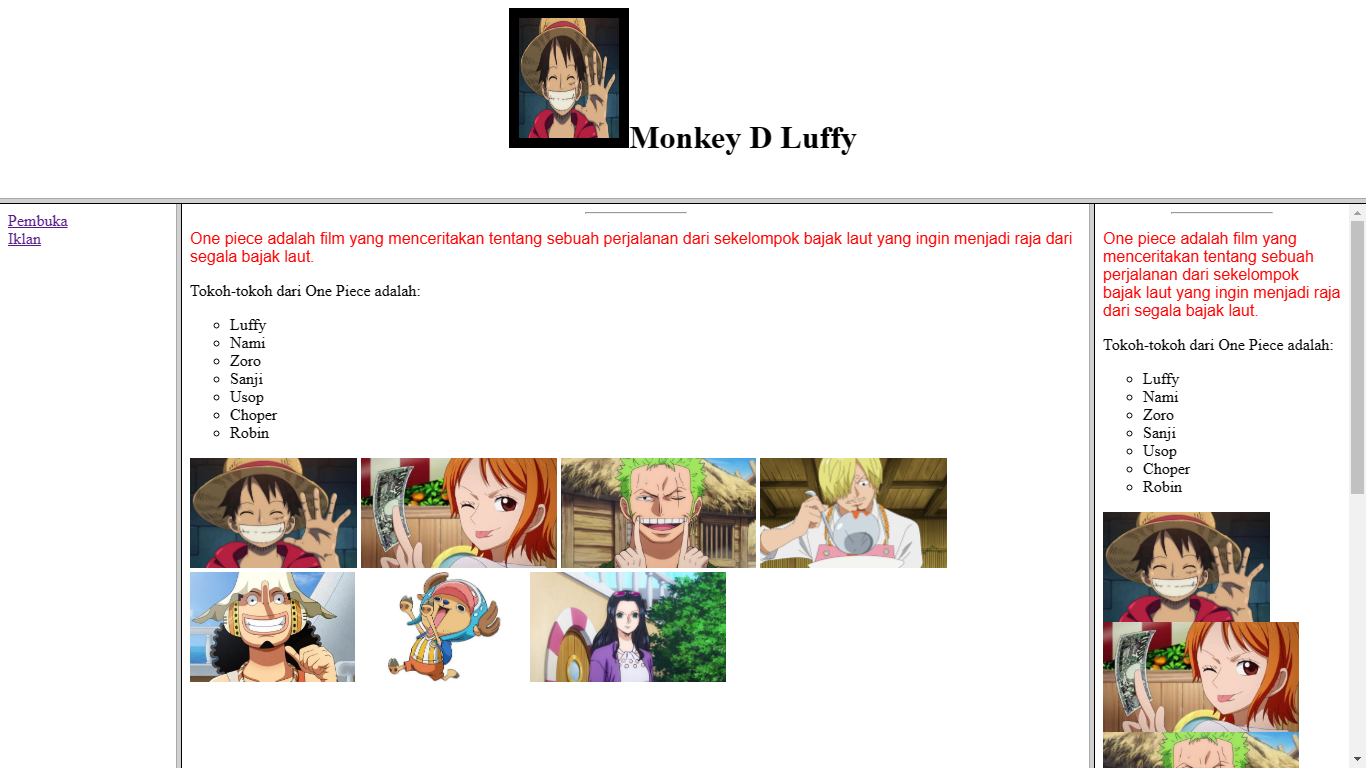 Monkey D Luffy
Pembuka
Iklan
One piece adalah film yang menceritakan tentang sebuah perjalanan dari sekelompok bajak laut yang ingin menjadi raja dari
segala bajak laut.
Tokoh-tokoh dari One Piece adalah:
Luffy
Nami
Zoro
Sanji
Usop
Choper
Robin
One piece adalah film yang
menceritakan tentang sebuah
perjalanan dari sekelompok
bajak laut yang ingin menjadi raja
dari segala bajak laut.
Tokoh-tokoh dari One Piece adalah:
Luffy
Nami
Zoro
Sanji
Usop
Choper
Robin